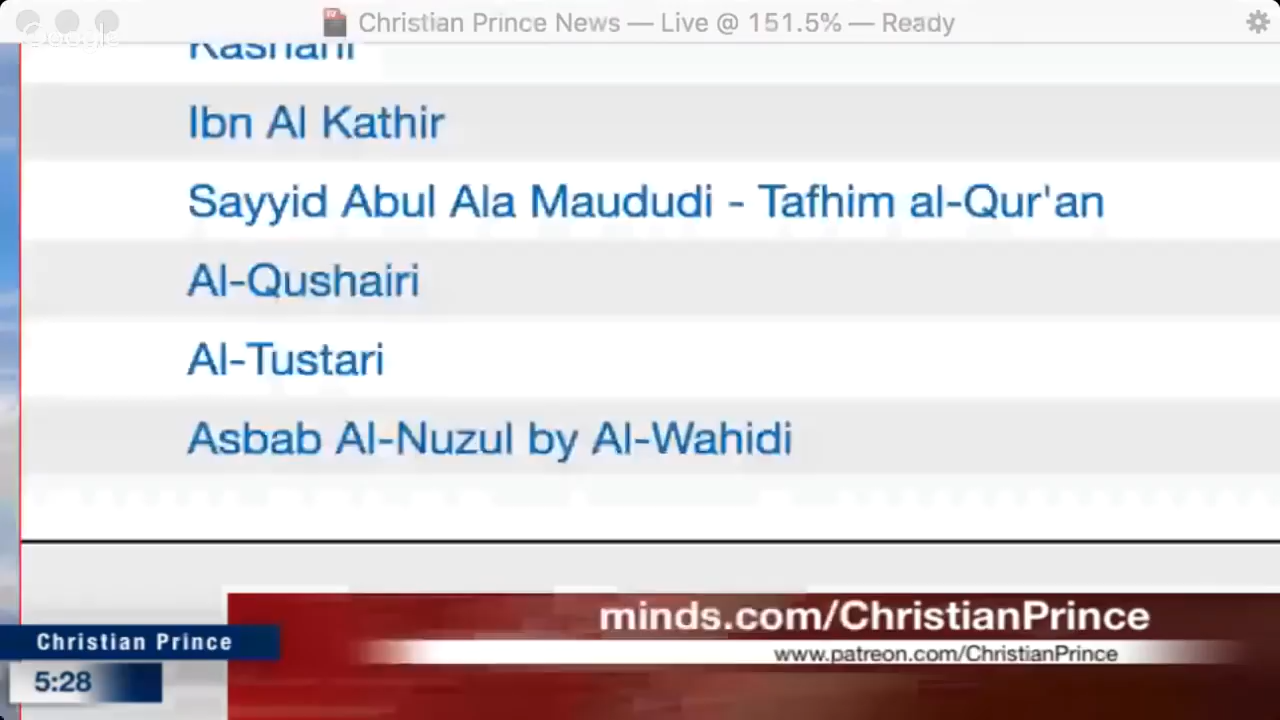 Christian Prince News — Live @ 151.5% — Ready
Google
Kashani
Ibn Al Kathir
Sayyid Abul Ala Maududi - Tafhim al-Qur'an
Al-Qushairi
Al-Tustari
Asbab Al-Nuzul by Al-Wahidi
minds.com/ChristianPrince
www.patreon.com/ChristianPrince
Christian Prince
5:28